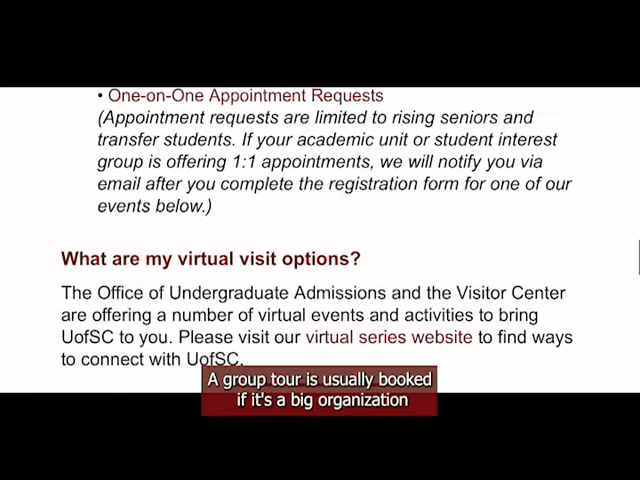 • One-on-One Appointment Requests
(Appointment requests are limited to rising seniors and
transfer students. If your academic unit or student interest
group is offering 1:1 appointments, we will notify you via
email after you complete the registration form for one of our
events below.)
What are my virtual visit options?
The Office of Undergraduate Admissions and the Visitor Center
are offering a number of virtual events and activities to bring
UofSC to you. Please visit our virtual series website to find ways
to connect with UofSC.
A group tour is usually booked
if it's a big organization